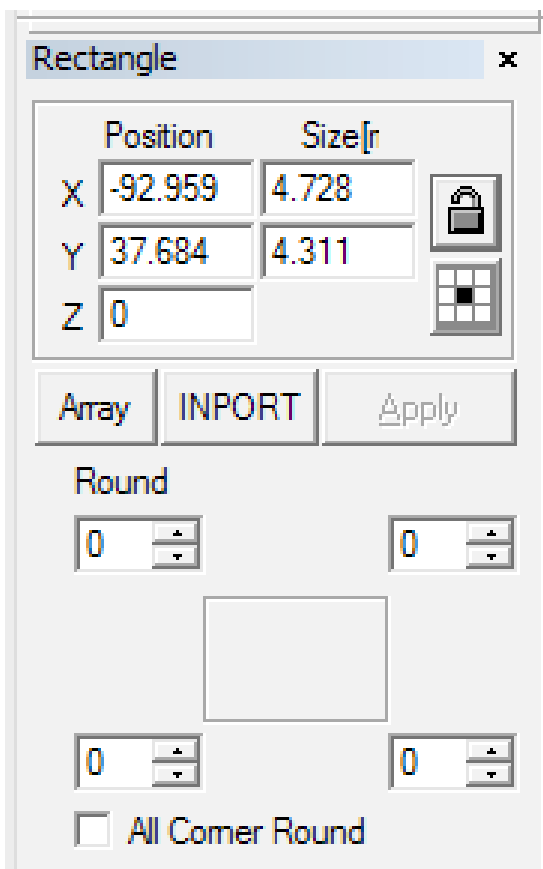 Rectangle
Position Size[r
X -92.959 4.728
Y 37.684 4.311
Z 0
Array INPORT Apply
Round
0 0
0 0
All Corner Round